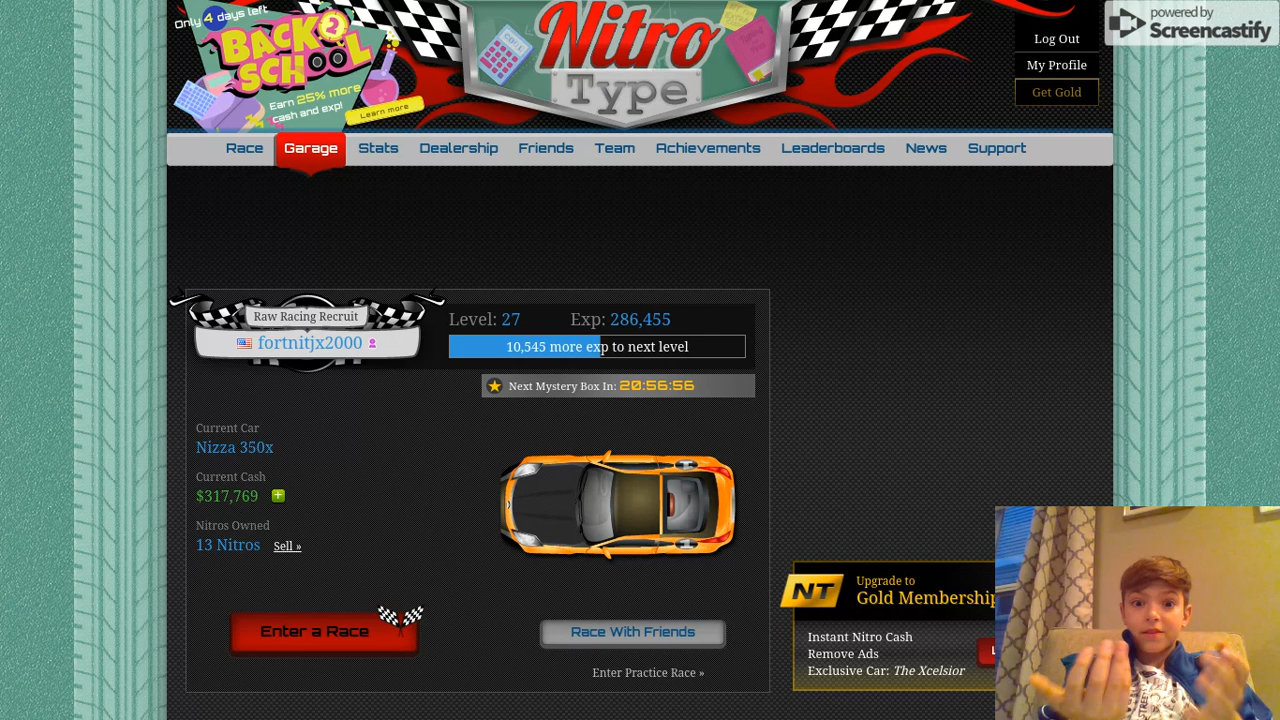 Only 4 days left
BACK 2
SCHOOL
Earn 25% more
cash and exp!
Learn more
Nitro
Type
Log Out
My Profile
Get Gold
powered by
Screencastify
Race Garage Stats Dealership Friends Team Achievements Leaderboards News Support
Raw Racing Recruit
fortnitjx2000
Level: 27 Exp: 286,455
10,545 more exp to next level
Next Mystery Box In: 20:56:56
Current Car
Nizza 350x
Current Cash
$317,769
Nitros Owned
13 Nitros Sell »
Enter a Race
Race With Friends
Enter Practice Race »
NT
Upgrade to
Gold Membership
Instant Nitro Cash
Remove Ads
Exclusive Car: The Xcelsior